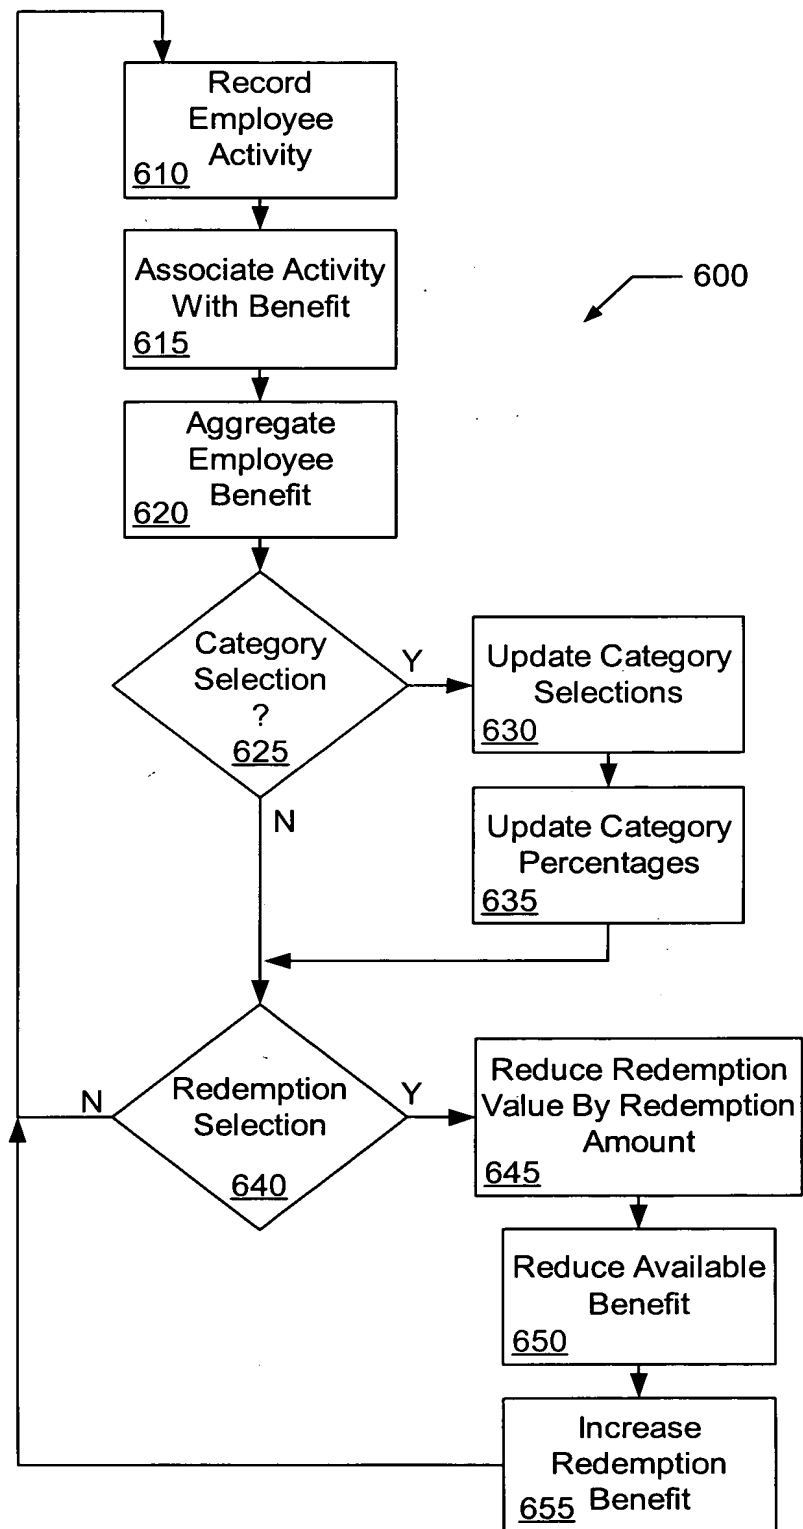 Record
Employee
Activity
610
Associate Activity
With Benefit
615
600
Aggregate
Employee
Benefit
620
Category
Selection
?
625
Y
N
Update Category
Selections
630
Update Category
Percentages
635
Redemption
Selection
640
N
Y
Reduce Redemption
Value By Redemption
Amount
645
Reduce Available
Benefit
650
Increase
Redemption
Benefit
655